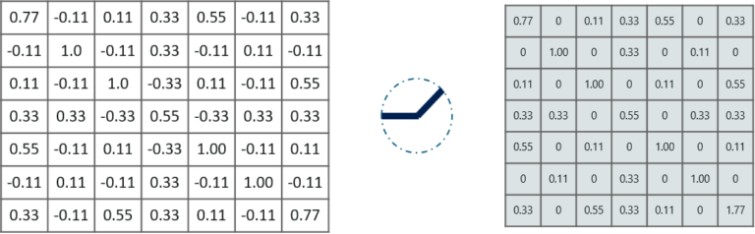 0.77 -0.11 0.11 0.33 0.55 -0.11 0.33
-0.11 1.0 -0.11 0.33 -0.11 0.11 -0.11
0.11 -0.11 1.0 -0.33 0.11 -0.11 0.55
0.33 0.33 -0.33 0.55 -0.33 0.33 0.33
0.55 -0.11 0.11 -0.33 1.00 -0.11 0.11
-0.11 0.11 -0.11 0.33 -0.11 1.00 -0.11
0.33 -0.11 0.55 0.33 0.11 -0.11 0.77
0.77 0 0.11 0.33 0.55 0 0.33
0 1.00 0 0.33 0 0.11 0
0.11 0 1.00 0 0.11 0 0.55
0.33 0.33 0 0.55 0 0.33 0.33
0.55 0 0.11 0 1.00 0 0.11
0 0.11 0 0.33 0 1.00 0
0.33 0 0.55 0.33 0.11 0 1.77